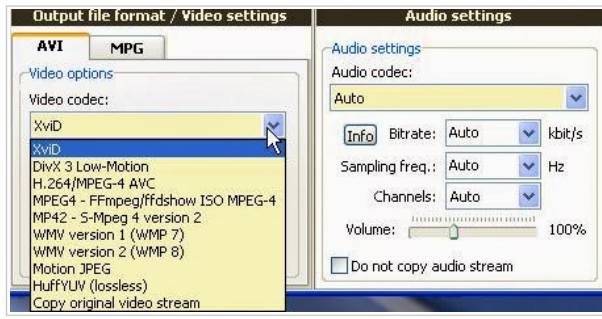 Output file format / Video settings
AVI
MPG
Video options
Video codec:
XviD
XviD
DivX 3 Low-Motion
H.264/MPEG-4 AVC
MPEG4 - FFmpeg/ffdshow ISO MPEG-4
MP42 - S-Mpeg 4 version 2
WMV version 1 (WMP 7)
WMV version 2 (WMP 8)
Motion JPEG
HuffYUV (lossless)
Copy original video stream
Audio settings
Audio settings
Audio codec:
Auto
Info Bitrate: Auto kbit/s
Sampling freq.: Auto Hz
Channels: Auto
Volume: 100%
Do not copy audio stream